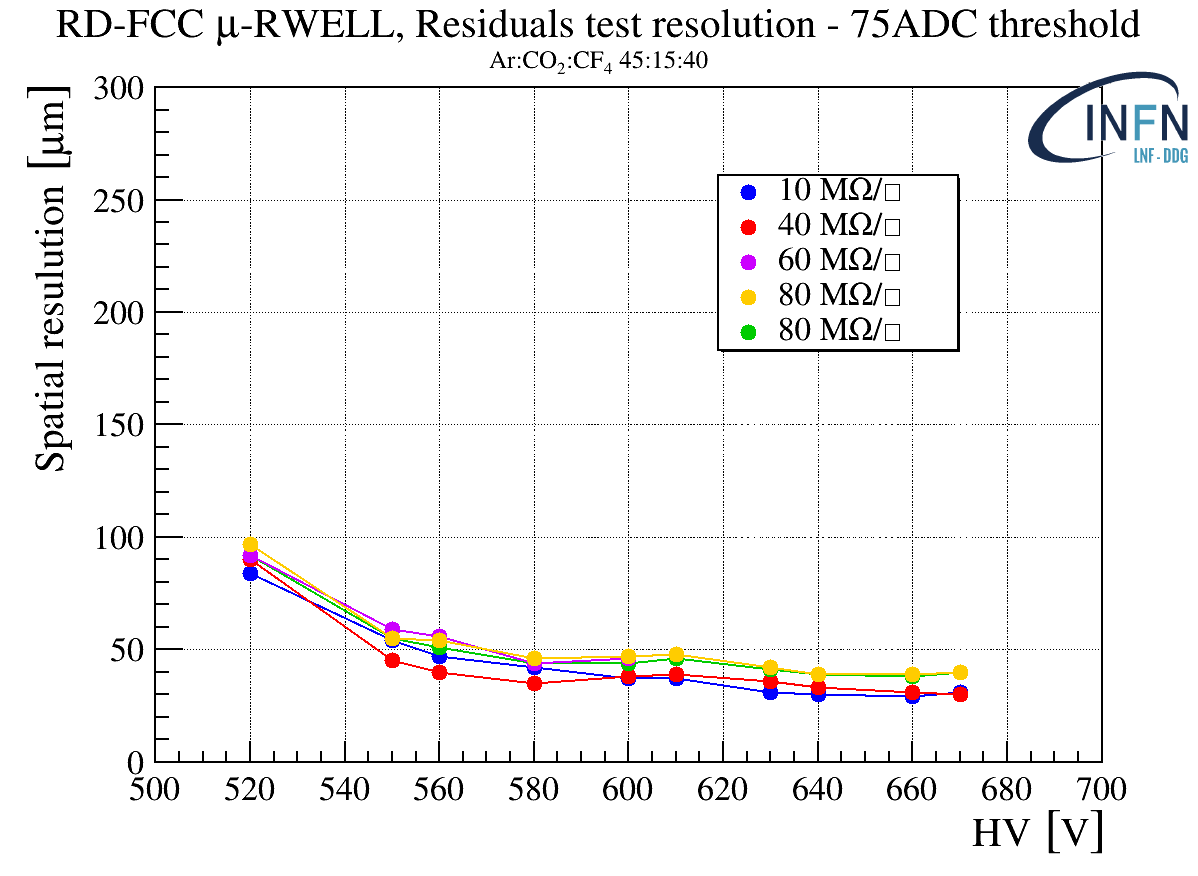 RD-FCC μ-RWELL, Residuals test resolution - 75ADC threshold
Ar:CO₂:CF₄ 45:15:40
INFN
LNF - DDG
Spatial resulution [μm]
300
250
200
150
100
50
0
10 MΩ/□
40 MΩ/□
60 MΩ/□
80 MΩ/□
80 MΩ/□
500 520 540 560 580 600 620 640 660 680 700
HV [V]